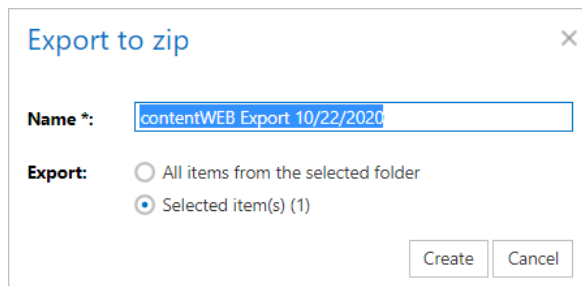 Export to zip
Name *: contentWEB Export 10/22/2020
Export: All items from the selected folder
Selected item(s) (1)
Create Cancel